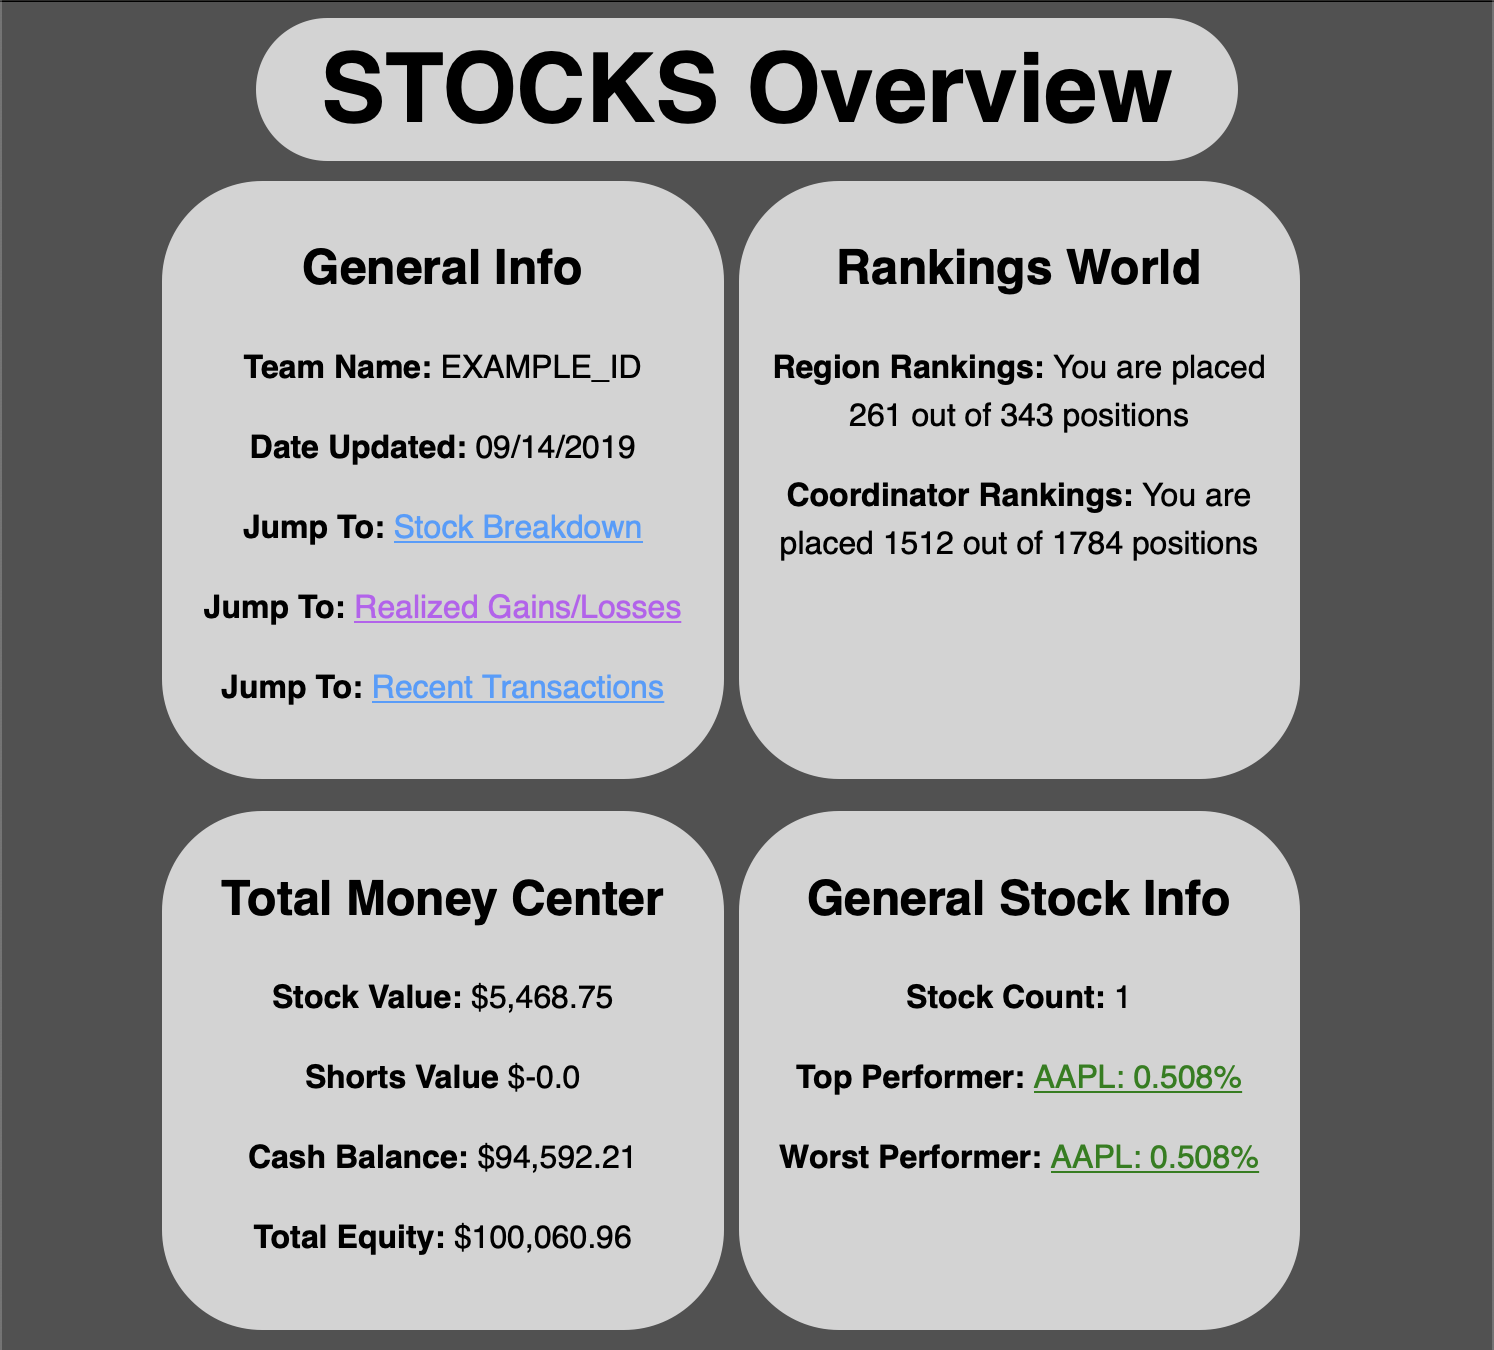 STOCKS Overview
General Info
Team Name: EXAMPLE_ID
Date Updated: 09/14/2019
Jump To: Stock Breakdown
Jump To: Realized Gains/Losses
Jump To: Recent Transactions
Rankings World
Region Rankings: You are placed
261 out of 343 positions
Coordinator Rankings: You are
placed 1512 out of 1784 positions
Total Money Center
Stock Value: $5,468.75
Shorts Value $-0.0
Cash Balance: $94,592.21
Total Equity: $100,060.96
General Stock Info
Stock Count: 1
Top Performer: AAPL: 0.508%
Worst Performer: AAPL: 0.508%